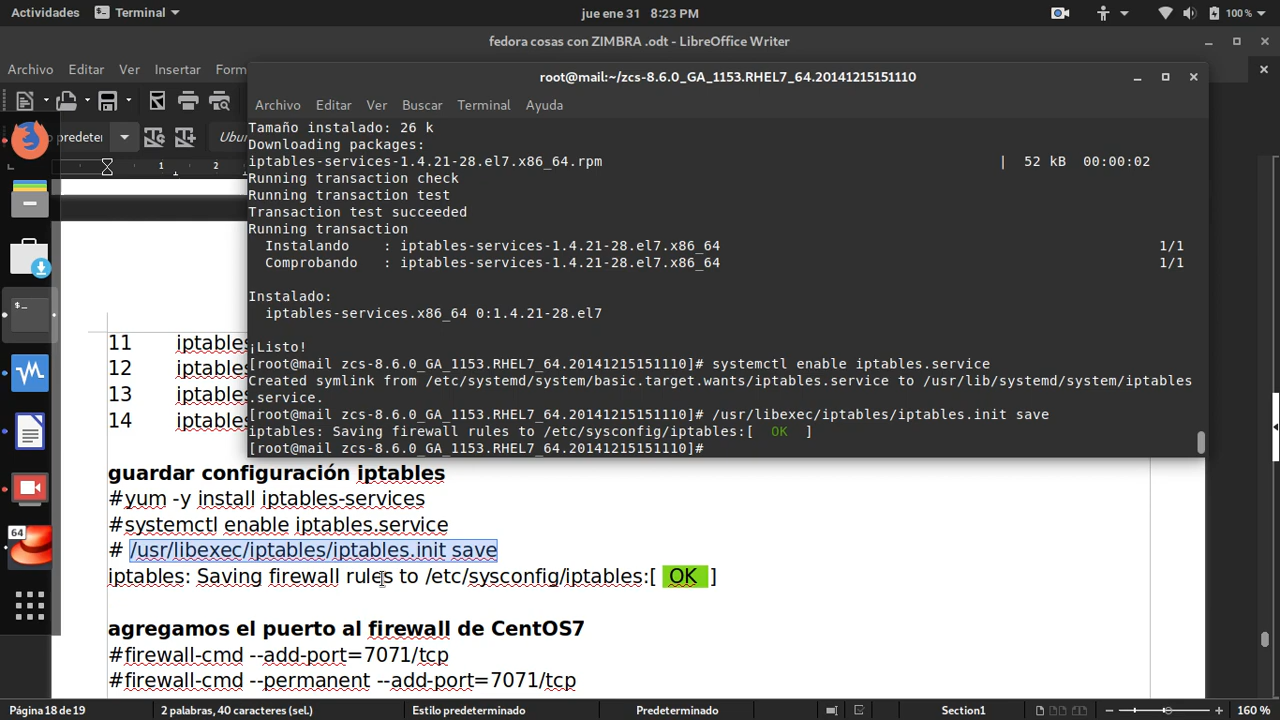 Actividades
Terminal
jue ene 31 8:23 PM
100 %
fedora cosas con ZIMBRA .odt - LibreOffice Writer
Archivo Editar Ver Insertar Form
root@mail:~/zcs-8.6.0_GA_1153.RHEL7_64.20141215151110
Archivo Editar Ver Buscar Terminal Ayuda
Tamaño instalado: 26 k
Downloading packages:
iptables-services-1.4.21-28.el7.x86_64.rpm | 52 kB 00:00:02
Running transaction check
Running transaction test
Transaction test succeeded
Running transaction
Instalando : iptables-services-1.4.21-28.el7.x86_64 1/1
Comprobando : iptables-services-1.4.21-28.el7.x86_64 1/1
Instalado:
iptables-services.x86_64 0:1.4.21-28.el7
¡Listo!
[root@mail zcs-8.6.0_GA_1153.RHEL7_64.20141215151110]# systemctl enable iptables.service
Created symlink from /etc/systemd/system/basic.target.wants/iptables.service to /usr/lib/systemd/system/iptables
.service.
[root@mail zcs-8.6.0_GA_1153.RHEL7_64.20141215151110]# /usr/libexec/iptables/iptables.init save
iptables: Saving firewall rules to /etc/sysconfig/iptables:[ OK ]
[root@mail zcs-8.6.0_GA_1153.RHEL7_64.20141215151110]#
predeter
Ubu
1 2
$_
64
11 iptables
12 iptables
13 iptables
14 iptables
guardar configuración iptables
#yum -y install iptables-services
#systemctl enable iptables.service
# /usr/libexec/iptables/iptables.init save
iptables: Saving firewall rules to /etc/sysconfig/iptables:[ OK ]
agregamos el puerto al firewall de CentOS7
#firewall-cmd --add-port=7071/tcp
#firewall-cmd --permanent --add-port=7071/tcp
Página 18 de 19
2 palabras, 40 caracteres (sel.)
Estilo predeterminado
Predeterminado
Section1
160 %